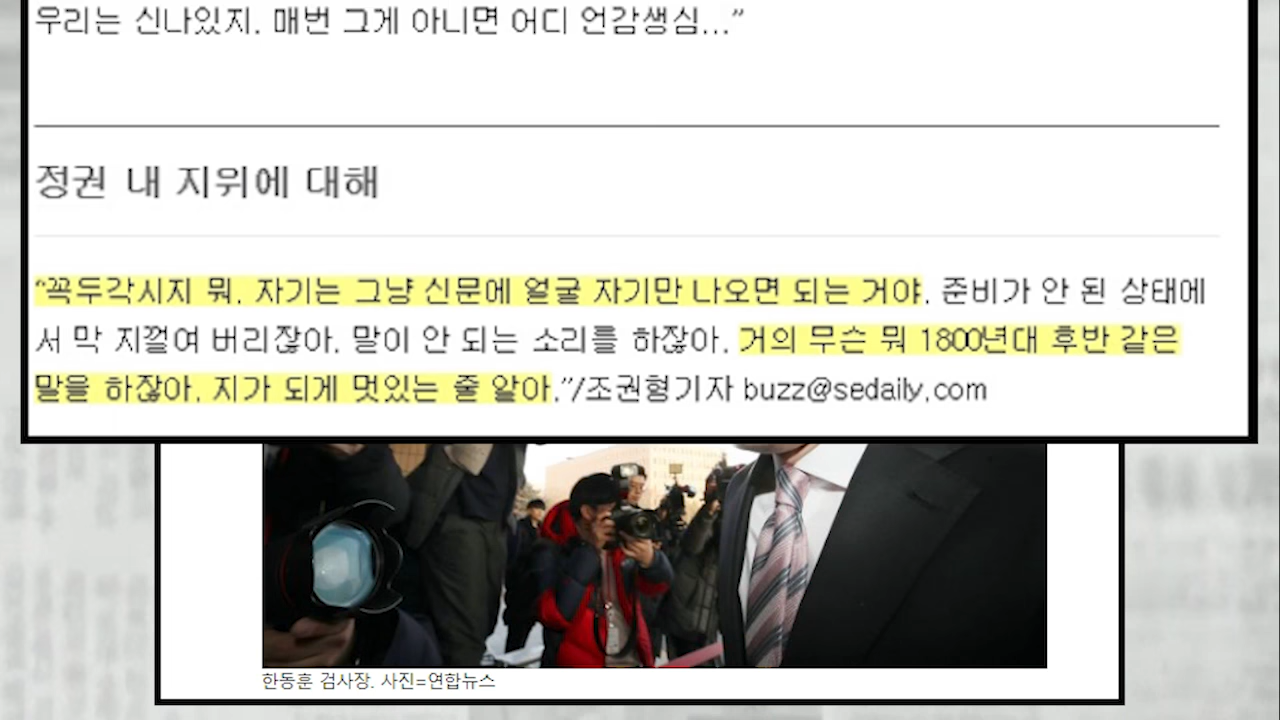 우리는 신나있지. 매번 그게 아니면 어디 언감생심…”
정권 내 지위에 대해
“꼭두각시지 뭐. 자기는 그냥 신문에 얼굴 자기만 나오면 되는 거야. 준비가 안 된 상태에
서 막 지껄여 버리잖아. 말이 안 되는 소리를 하잖아. 거의 무슨 뭐 1800년대 후반 같은
말을 하잖아. 지가 되게 멋있는 줄 알아.”/조권형기자 buzz@sedaily.com
한동훈 검사장. 사진=연합뉴스